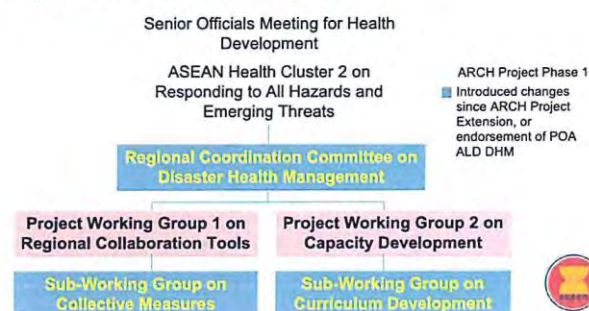 Senior Officials Meeting for Health
Development
ASEAN Health Cluster 2 on
Responding to All Hazards and
Emerging Threats
ARCH Project Phase 1
Introduced changes
since ARCH Project
Extension, or
endorsement of POA
ALD DHM
Regional Coordination Committee on
Disaster Health Management
Project Working Group 1 on
Regional Collaboration Tools
Project Working Group 2 on
Capacity Development
Sub-Working Group on
Collective Measures
Sub-Working Group on
Curriculum Development
asean